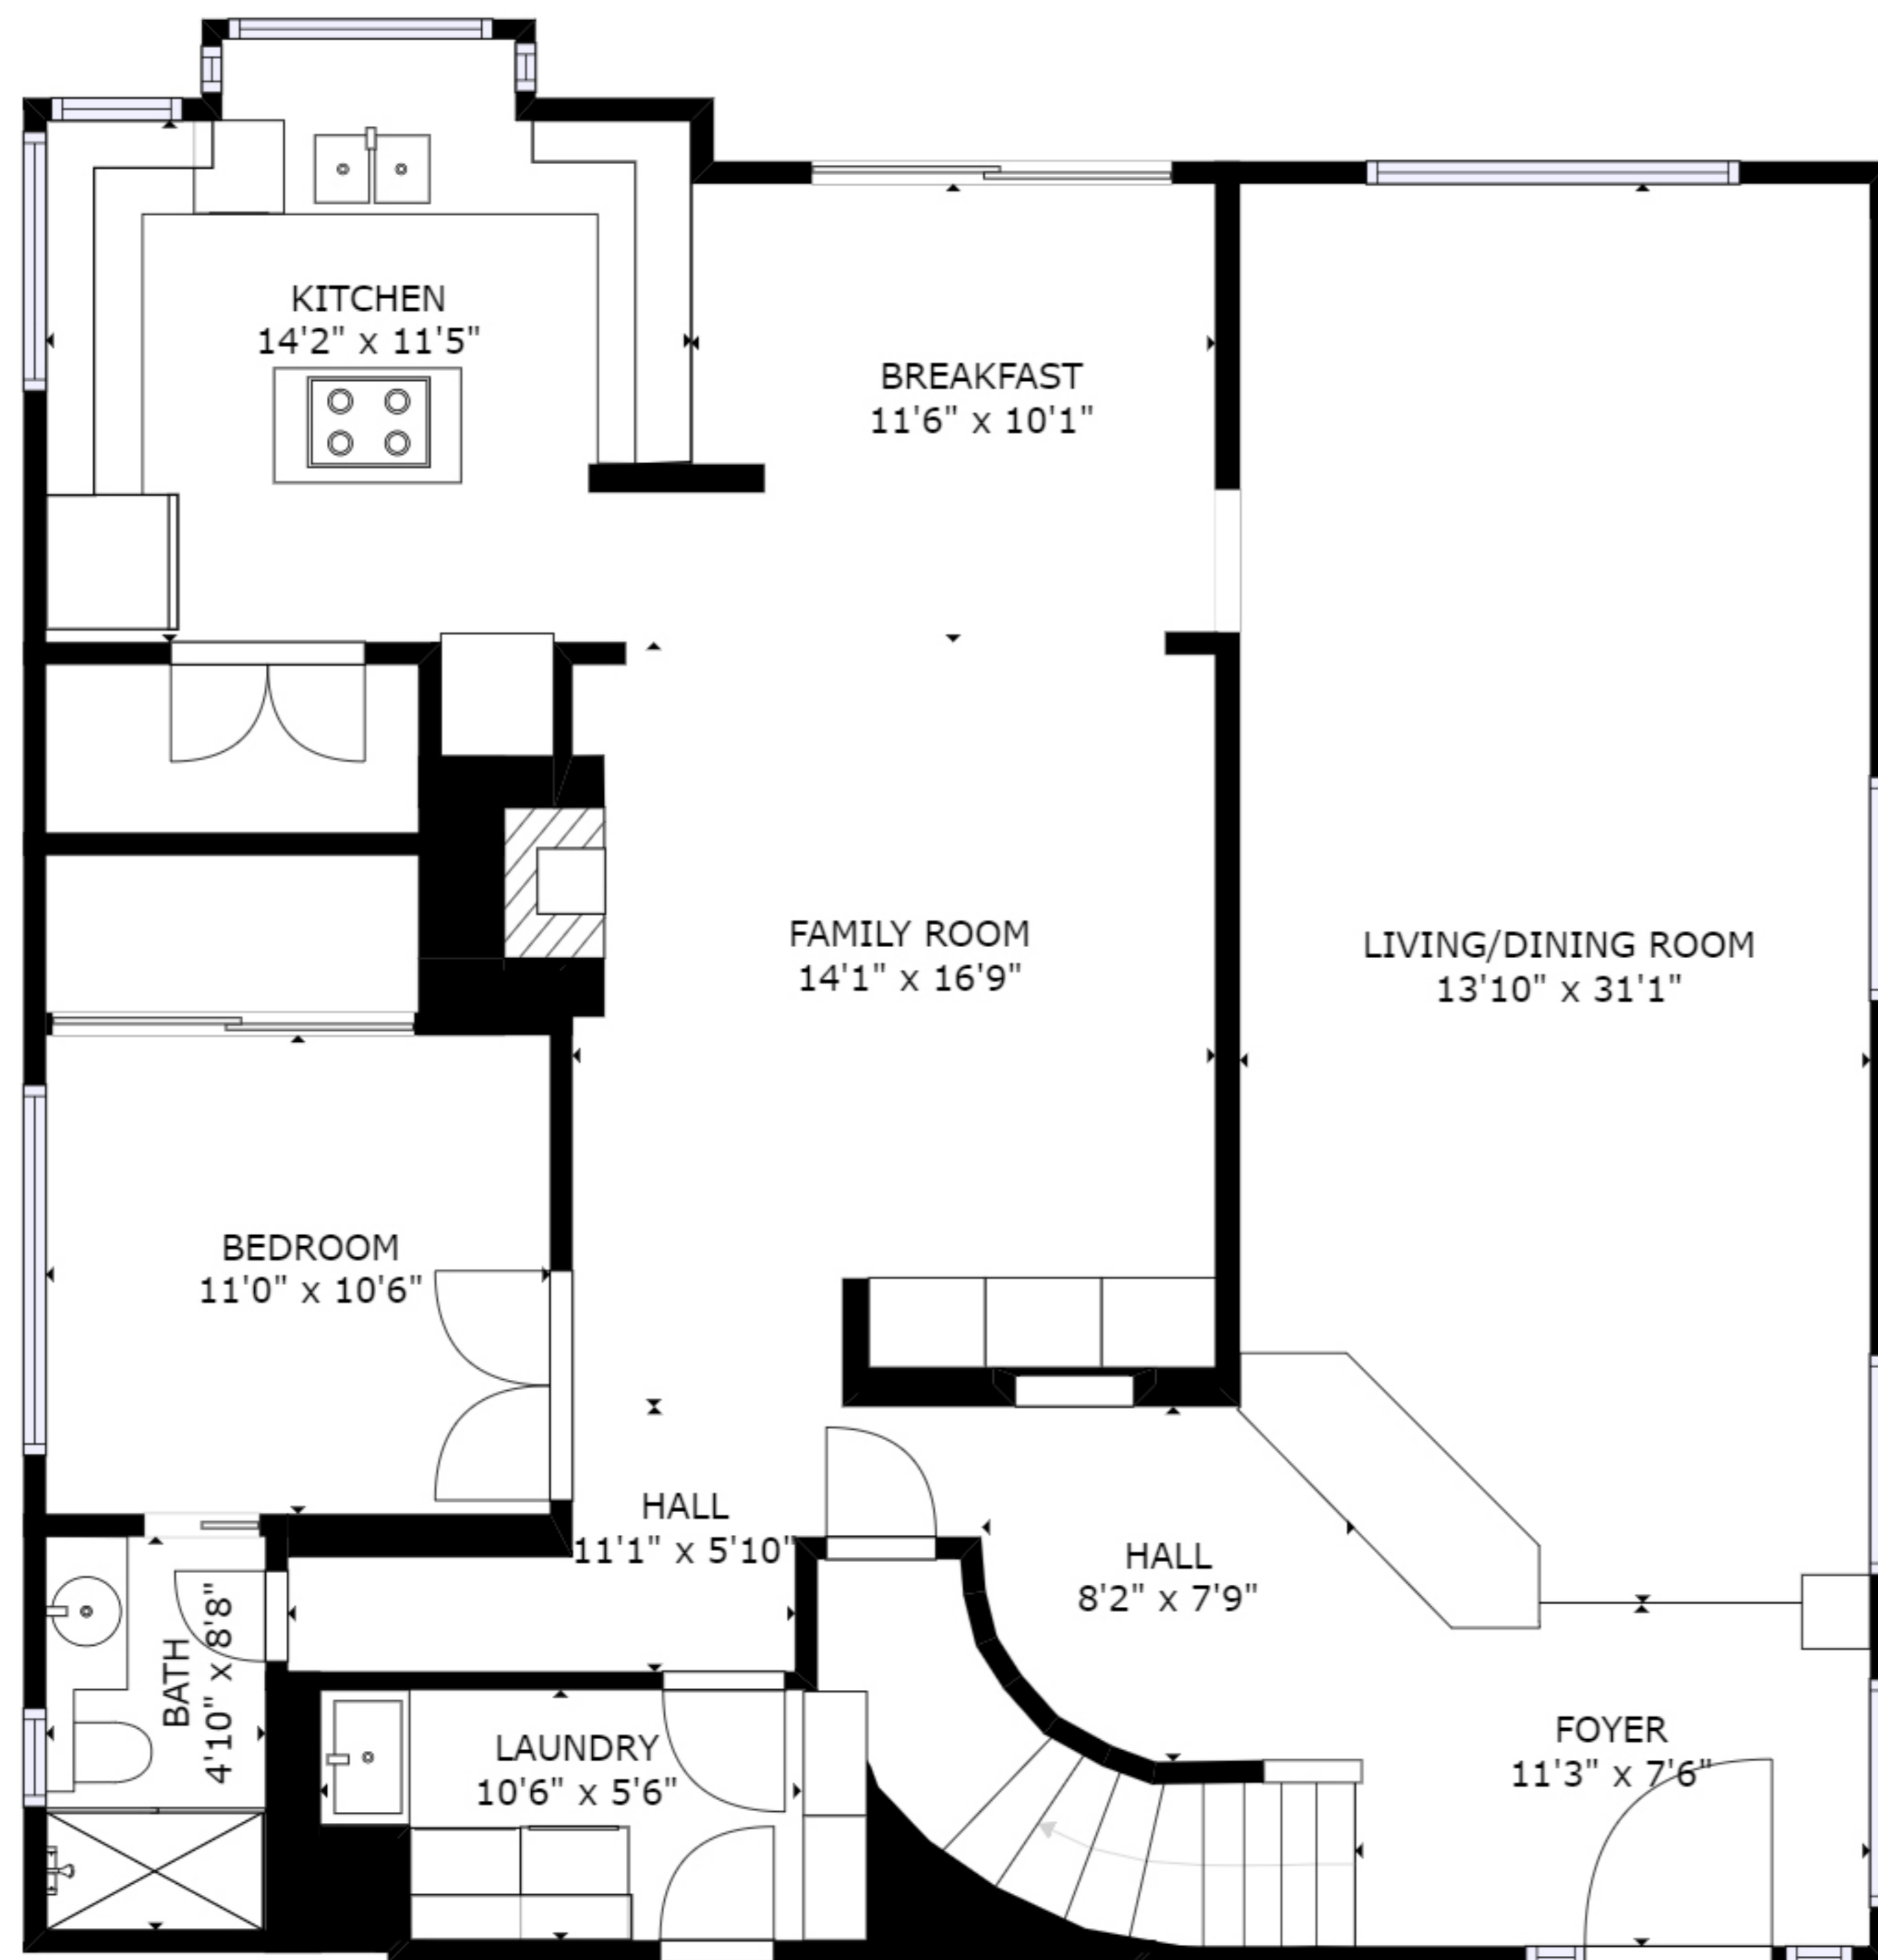 KITCHEN
14'2" x 11'5"
BREAKFAST
11'6" x 10'1"
FAMILY ROOM
14'1" x 16'9"
LIVING/DINING ROOM
13'10" x 31'1"
BEDROOM
11'0" x 10'6"
HALL
11'1" x 5'10"
HALL
8'2" x 7'9"
BATH
4'10" x 8'8"
LAUNDRY
10'6" x 5'6"
FOYER
11'3" x 7'6"